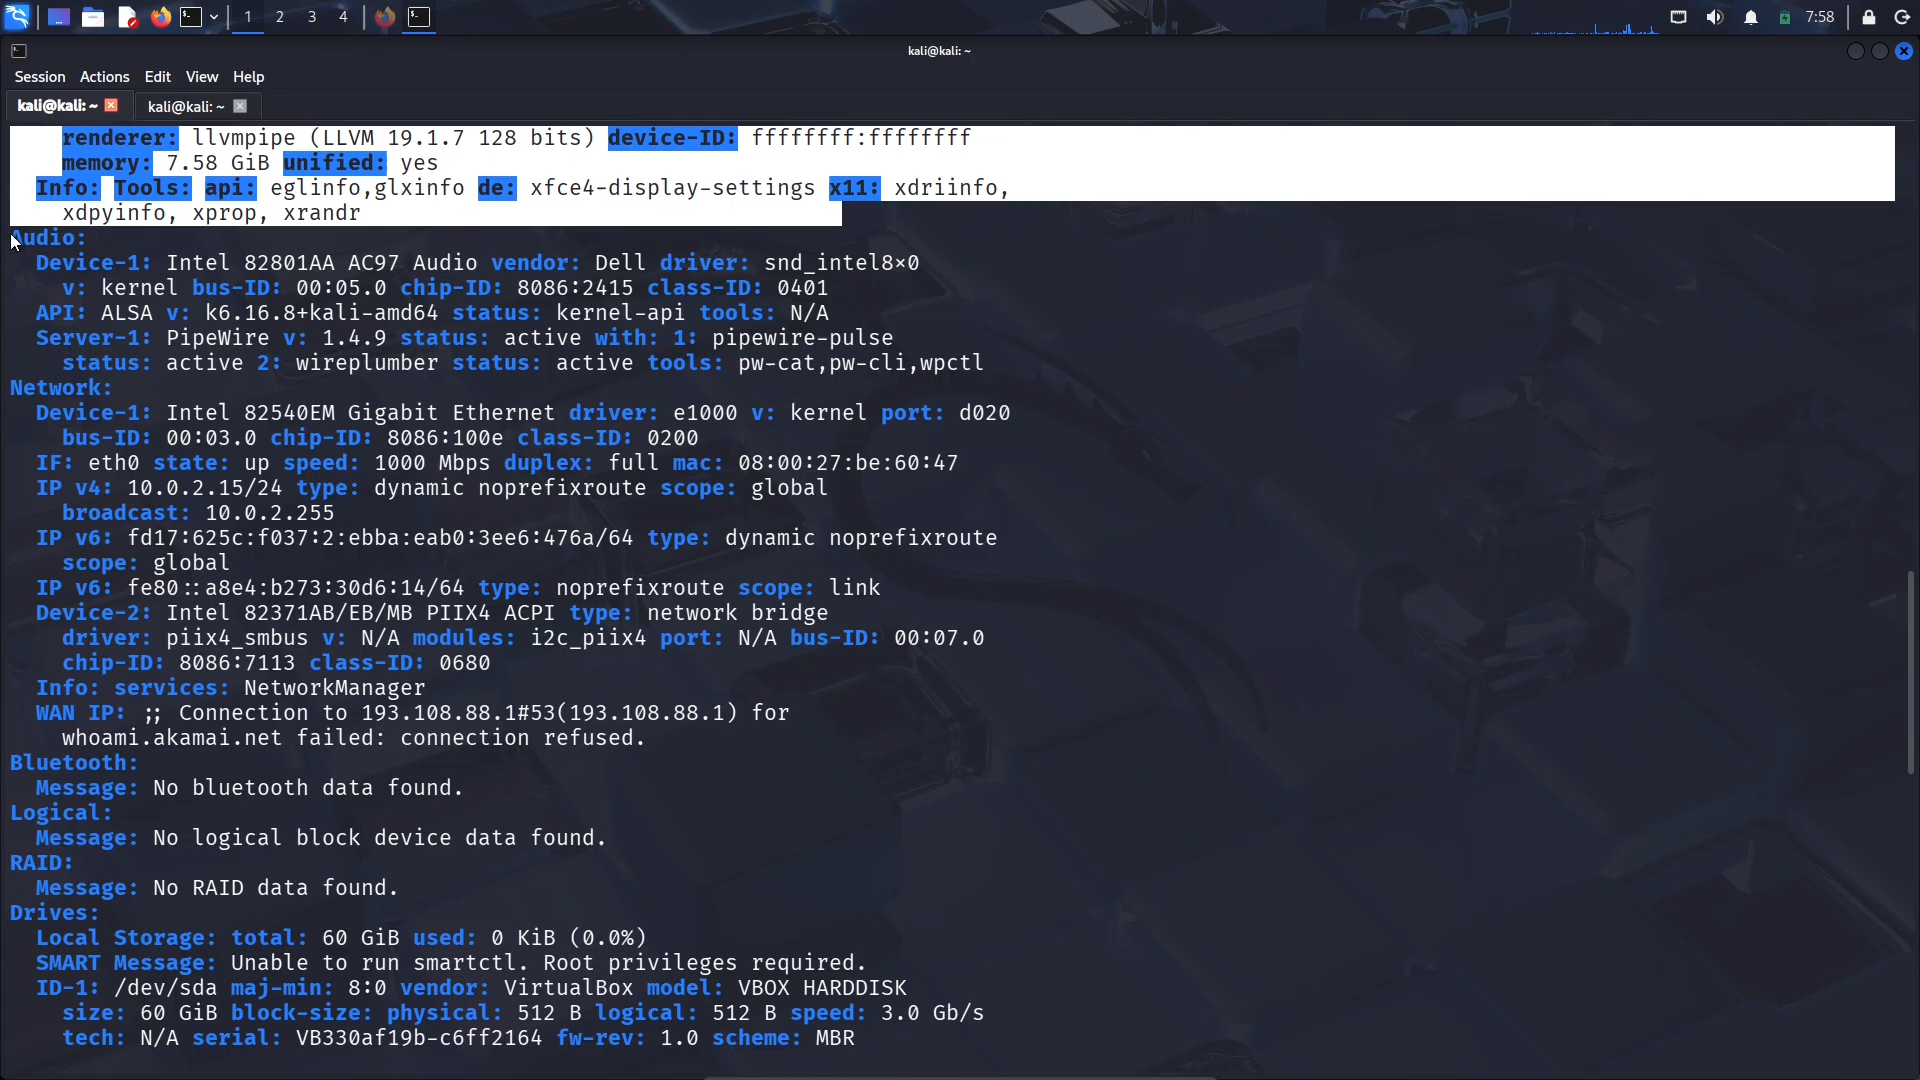 1 2 3 4 7:58
kali@kali: ~
Session Actions Edit View Help
kali@kali: ~ kali@kali: ~
renderer: llvmpipe (LLVM 19.1.7 128 bits) device-ID: ffffffff:ffffffff
memory: 7.58 GiB unified: yes
Info: Tools: api: eglinfo,glxinfo de: xfce4-display-settings x11: xdriinfo,
xdpyinfo, xprop, xrandr
Audio:
Device-1: Intel 82801AA AC97 Audio vendor: Dell driver: snd_intel8×0
v: kernel bus-ID: 00:05.0 chip-ID: 8086:2415 class-ID: 0401
API: ALSA v: k6.16.8+kali-amd64 status: kernel-api tools: N/A
Server-1: PipeWire v: 1.4.9 status: active with: 1: pipewire-pulse
status: active 2: wireplumber status: active tools: pw-cat,pw-cli,wpctl
Network:
Device-1: Intel 82540EM Gigabit Ethernet driver: e1000 v: kernel port: d020
bus-ID: 00:03.0 chip-ID: 8086:100e class-ID: 0200
IF: eth0 state: up speed: 1000 Mbps duplex: full mac: 08:00:27:be:60:47
IP v4: 10.0.2.15/24 type: dynamic noprefixroute scope: global
broadcast: 10.0.2.255
IP v6: fd17:625c:f037:2:ebba:eab0:3ee6:476a/64 type: dynamic noprefixroute
scope: global
IP v6: fe80::a8e4:b273:30d6:14/64 type: noprefixroute scope: link
Device-2: Intel 82371AB/EB/MB PIIX4 ACPI type: network bridge
driver: piix4_smbus v: N/A modules: i2c_piix4 port: N/A bus-ID: 00:07.0
chip-ID: 8086:7113 class-ID: 0680
Info: services: NetworkManager
WAN IP: ;; Connection to 193.108.88.1#53(193.108.88.1) for
whoami.akamai.net failed: connection refused.
Bluetooth:
Message: No bluetooth data found.
Logical:
Message: No logical block device data found.
RAID:
Message: No RAID data found.
Drives:
Local Storage: total: 60 GiB used: 0 KiB (0.0%)
SMART Message: Unable to run smartctl. Root privileges required.
ID-1: /dev/sda maj-min: 8:0 vendor: VirtualBox model: VBOX HARDDISK
size: 60 GiB block-size: physical: 512 B logical: 512 B speed: 3.0 Gb/s
tech: N/A serial: VB330af19b-c6ff2164 fw-rev: 1.0 scheme: MBR